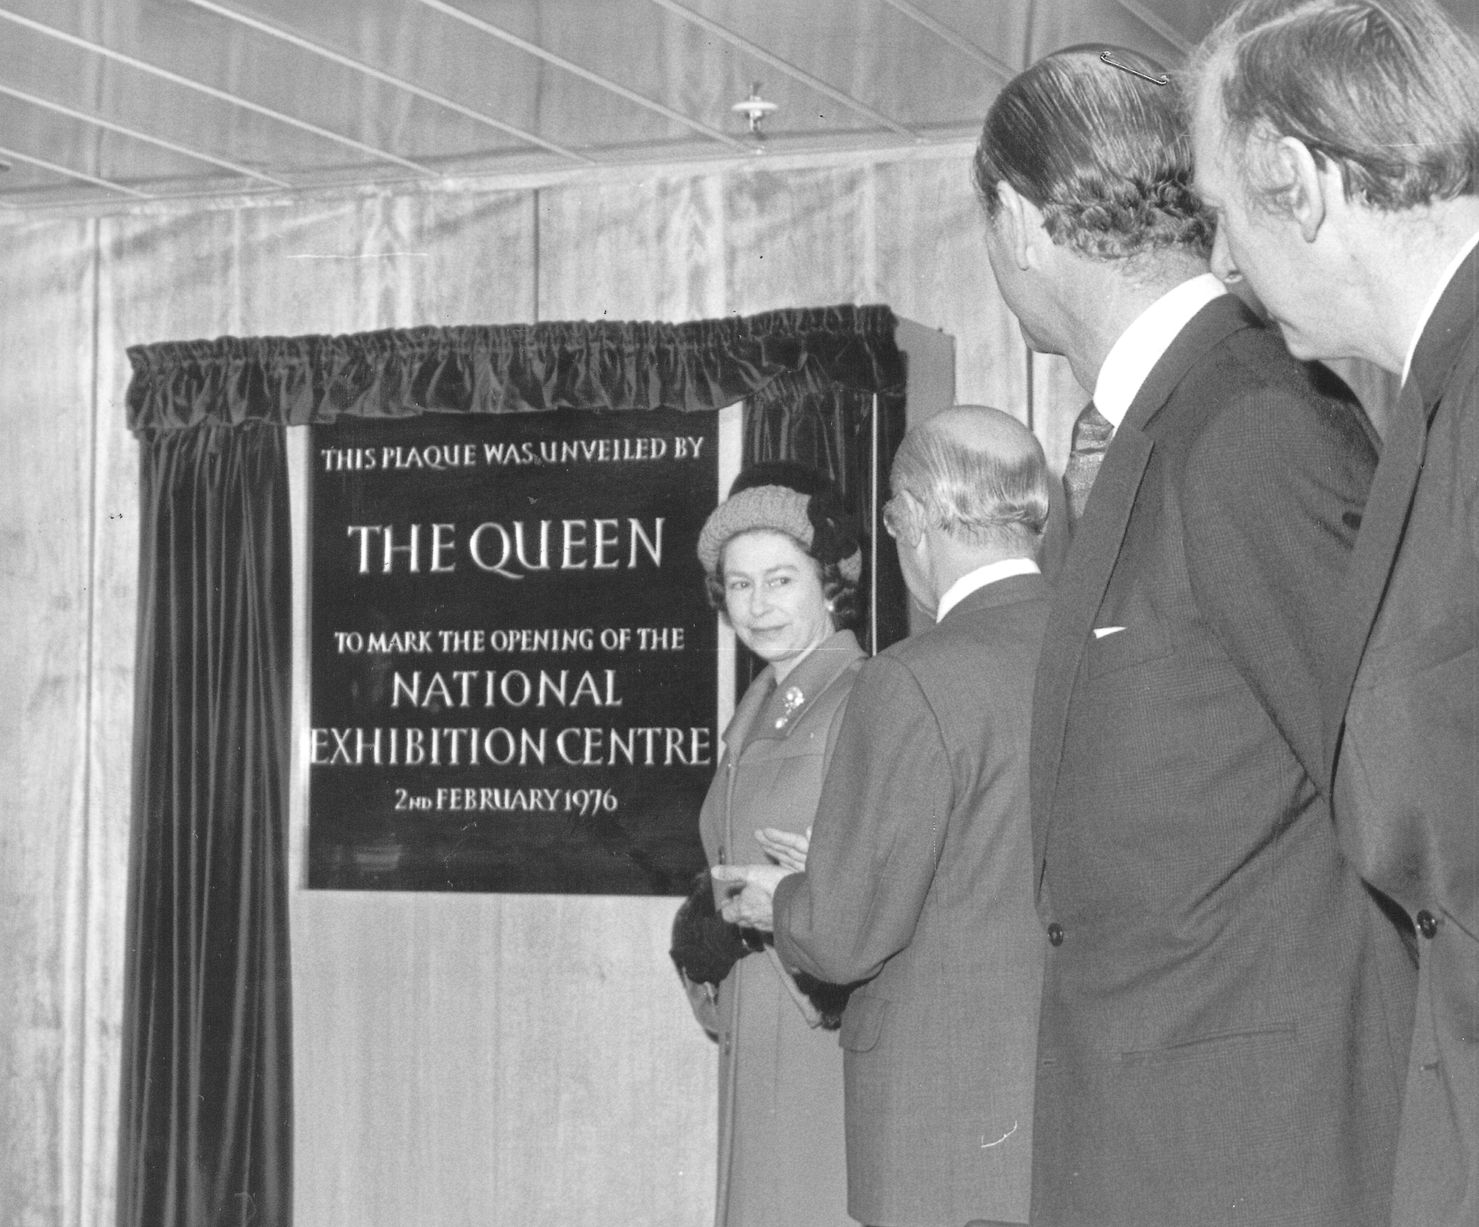 THIS PLAQUE WAS UNVEILED BY
THE QUEEN
TO MARK THE OPENING OF THE
NATIONAL
EXHIBITION CENTRE
2ND FEBRUARY 1976